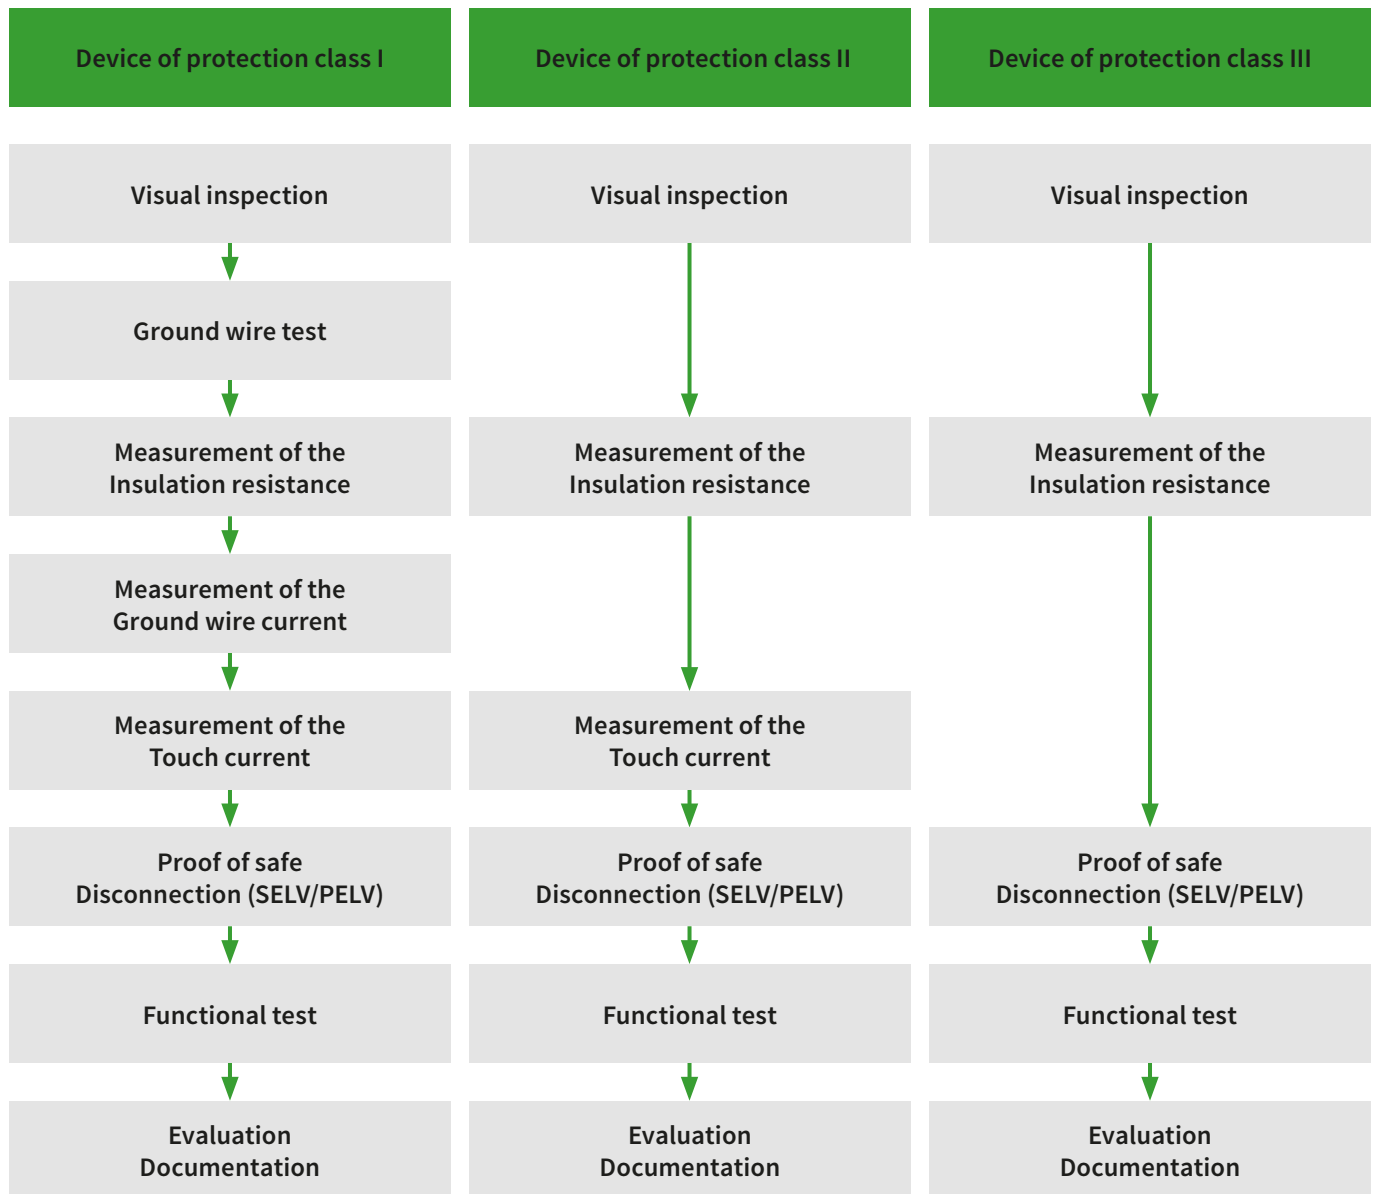 Device of protection class I
Device of protection class II
Device of protection class III
Visual inspection
Visual inspection
Visual inspection
Ground wire test
Measurement of the
Insulation resistance
Measurement of the
Insulation resistance
Measurement of the
Insulation resistance
Measurement of the
Ground wire current
Measurement of the
Touch current
Measurement of the
Touch current
Proof of safe
Disconnection (SELV/PELV)
Proof of safe
Disconnection (SELV/PELV)
Proof of safe
Disconnection (SELV/PELV)
Functional test
Functional test
Functional test
Evaluation
Documentation
Evaluation
Documentation
Evaluation
Documentation